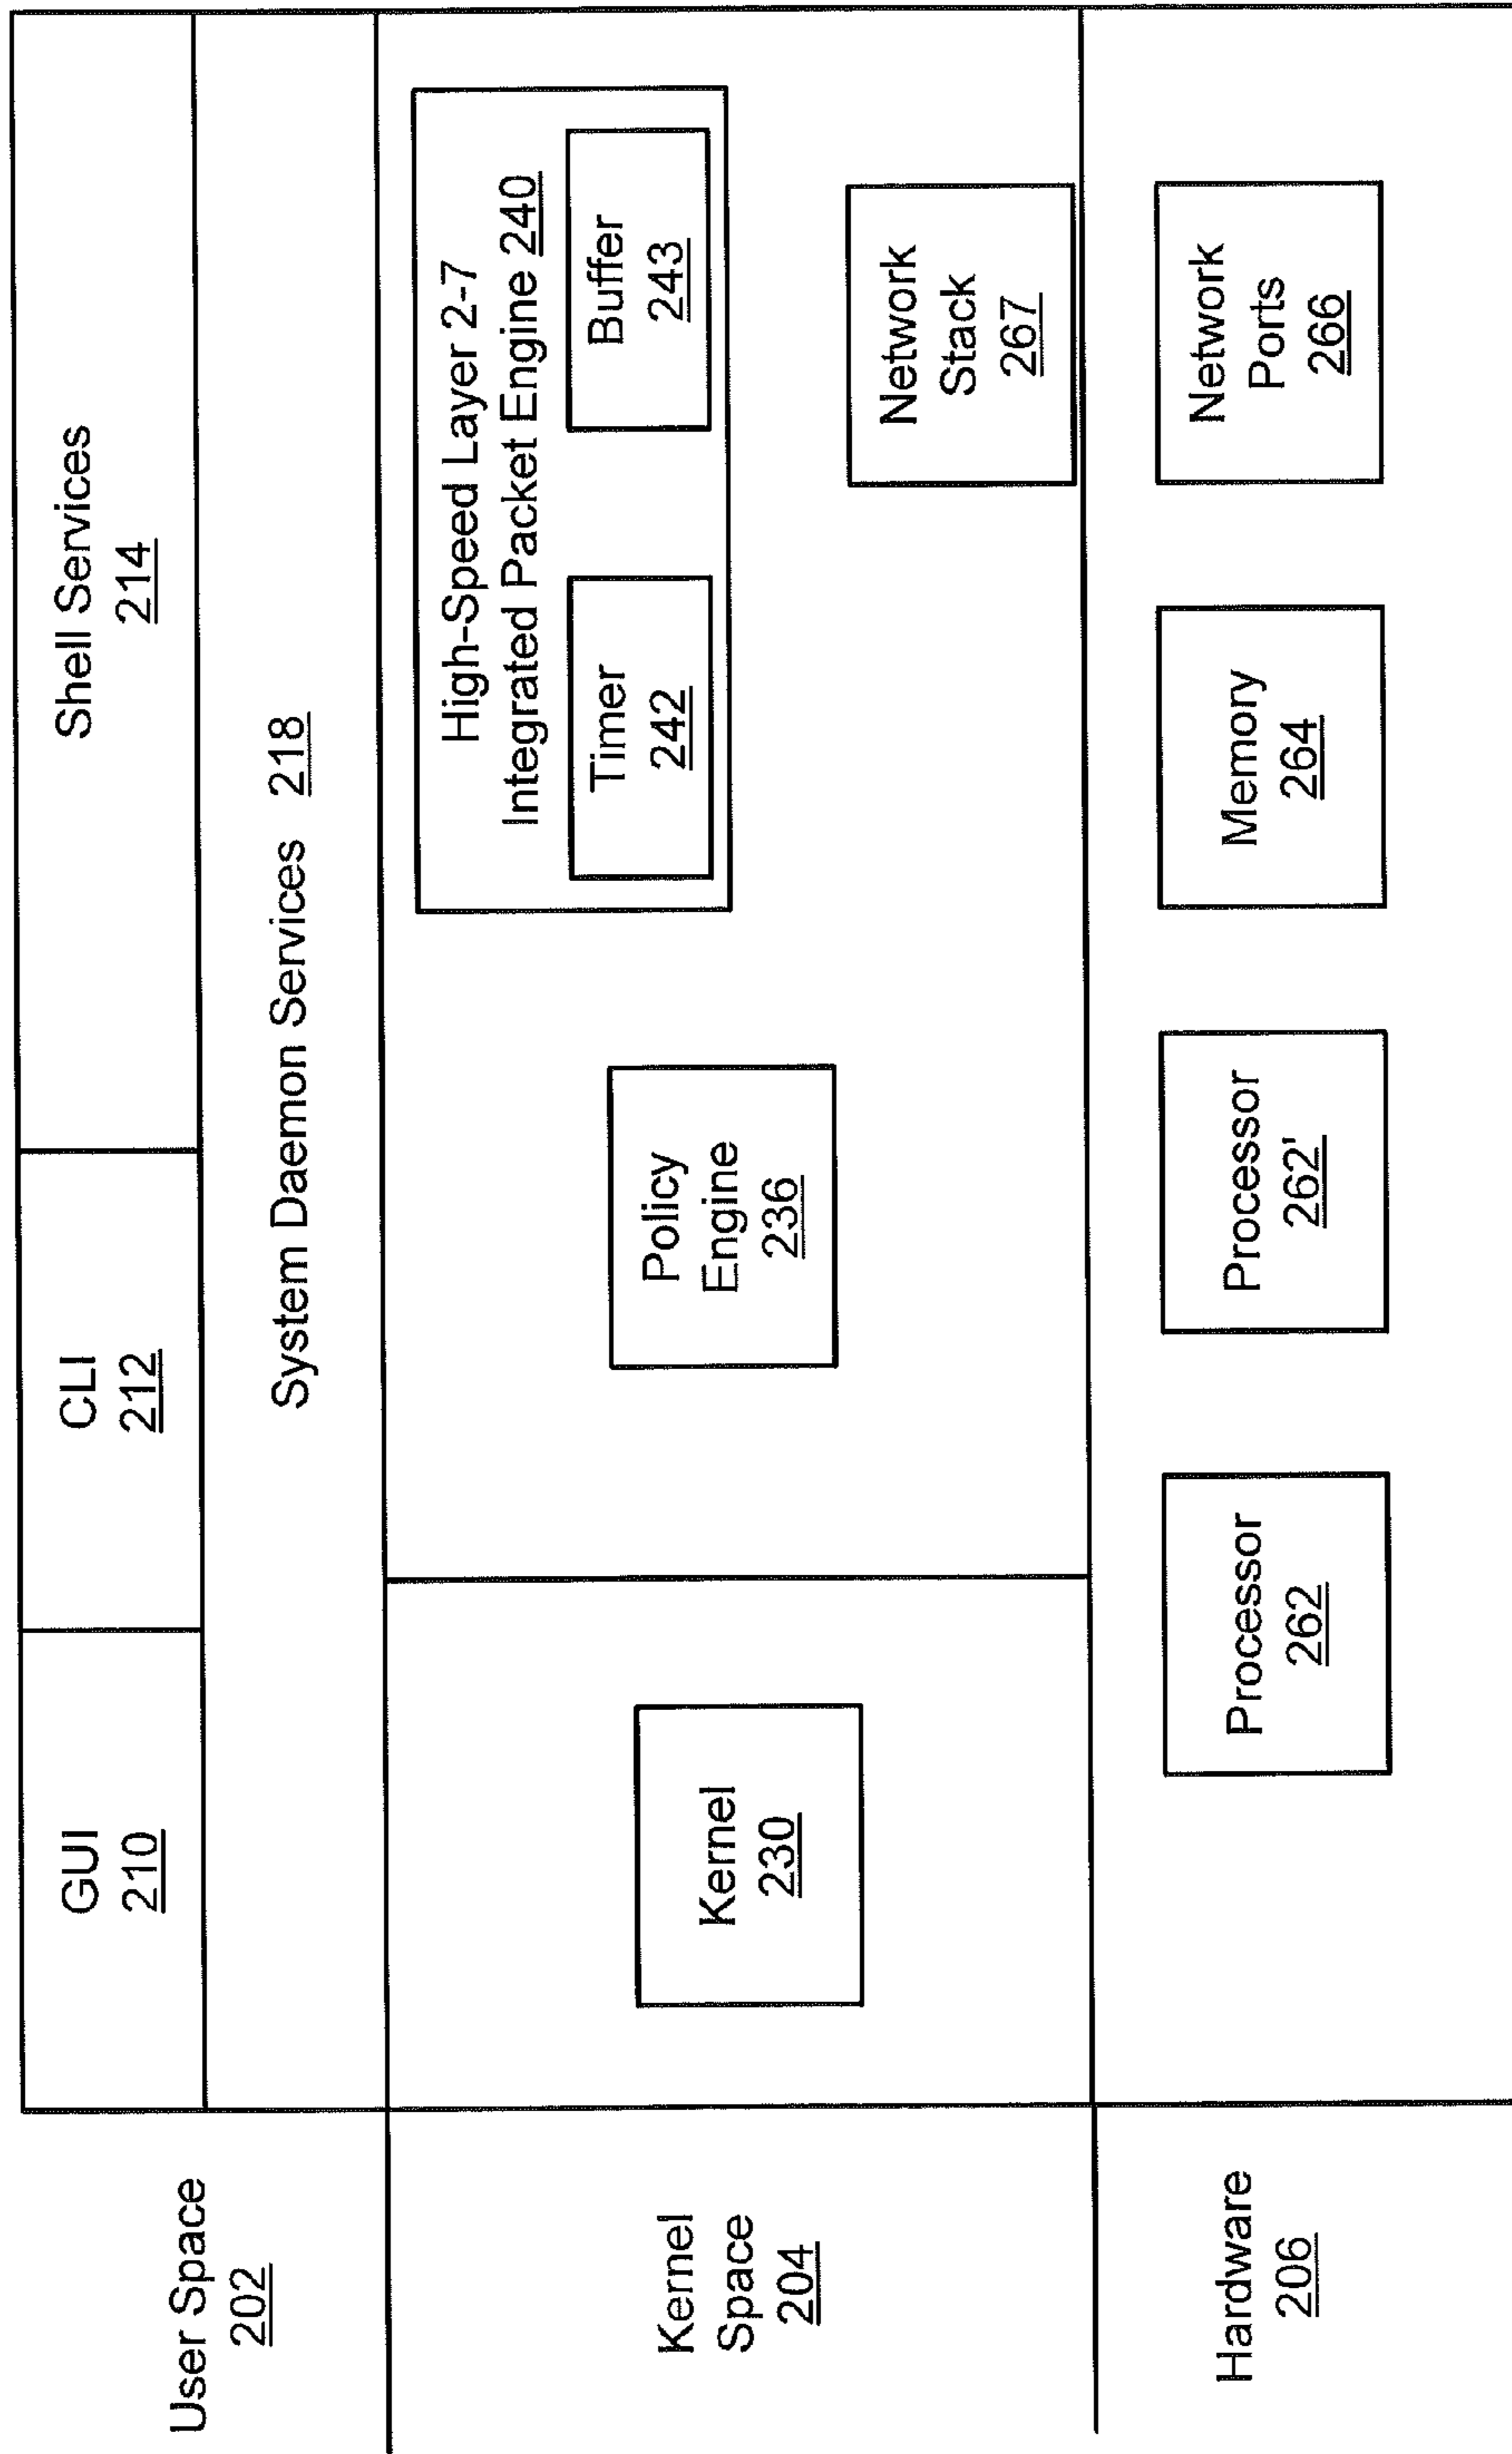 User Space
202
GUI
210
CLI
212
Shell Services
214
System Daemon Services 218
Kernel
Space
204
Kernel
230
Policy
Engine
236
High-Speed Layer 2-7
Integrated Packet Engine 240
Timer
242
Buffer
243
Network
Stack
267
Hardware
206
Processor
262
Processor
262'
Memory
264
Network
Ports
266